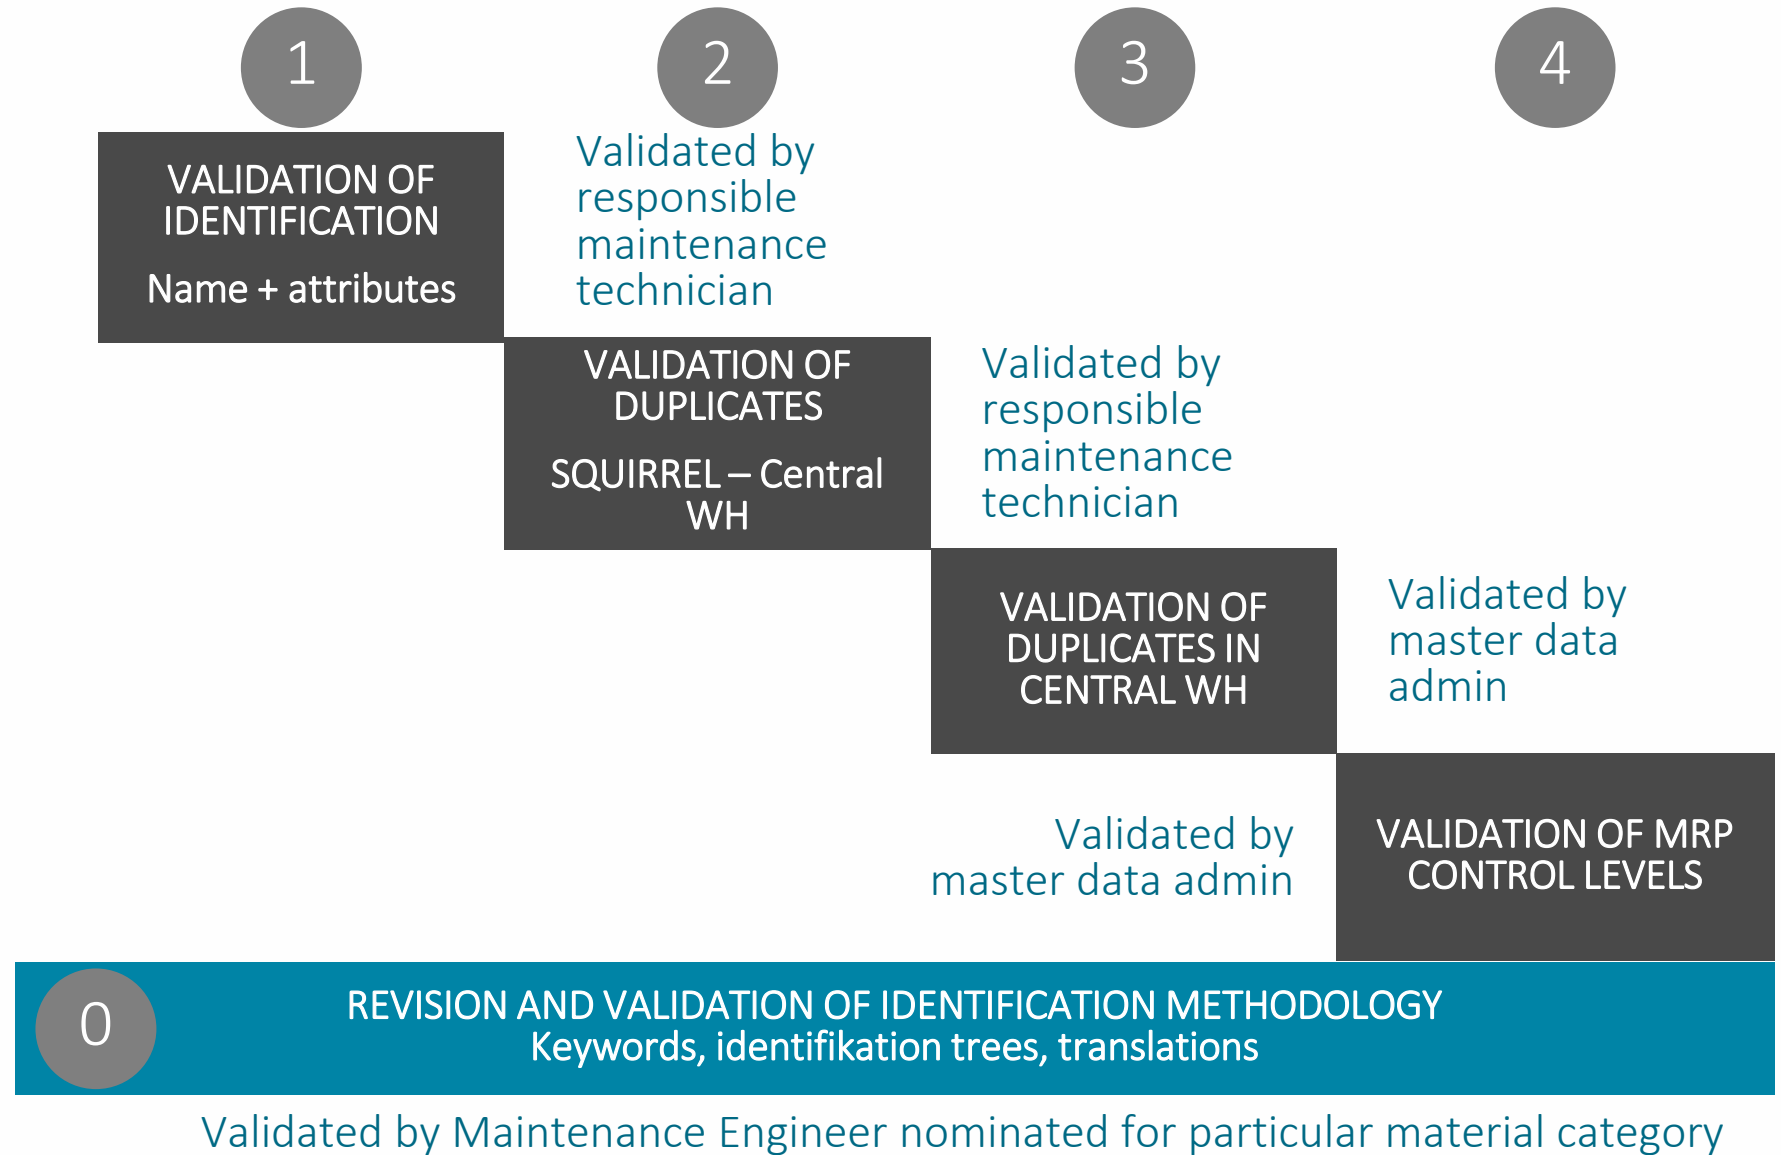 1
2
3
4
VALIDATION OF
IDENTIFICATION
Name + attributes
Validated by
responsible
maintenance
technician
VALIDATION OF
DUPLICATES
SQUIRREL – Central
WH
Validated by
responsible
maintenance
technician
VALIDATION OF
DUPLICATES IN
CENTRAL WH
Validated by
master data
admin
Validated by
master data admin
VALIDATION OF MRP
CONTROL LEVELS
0
REVISION AND VALIDATION OF IDENTIFICATION METHODOLOGY
Keywords, identifikation trees, translations
Validated by Maintenance Engineer nominated for particular material category